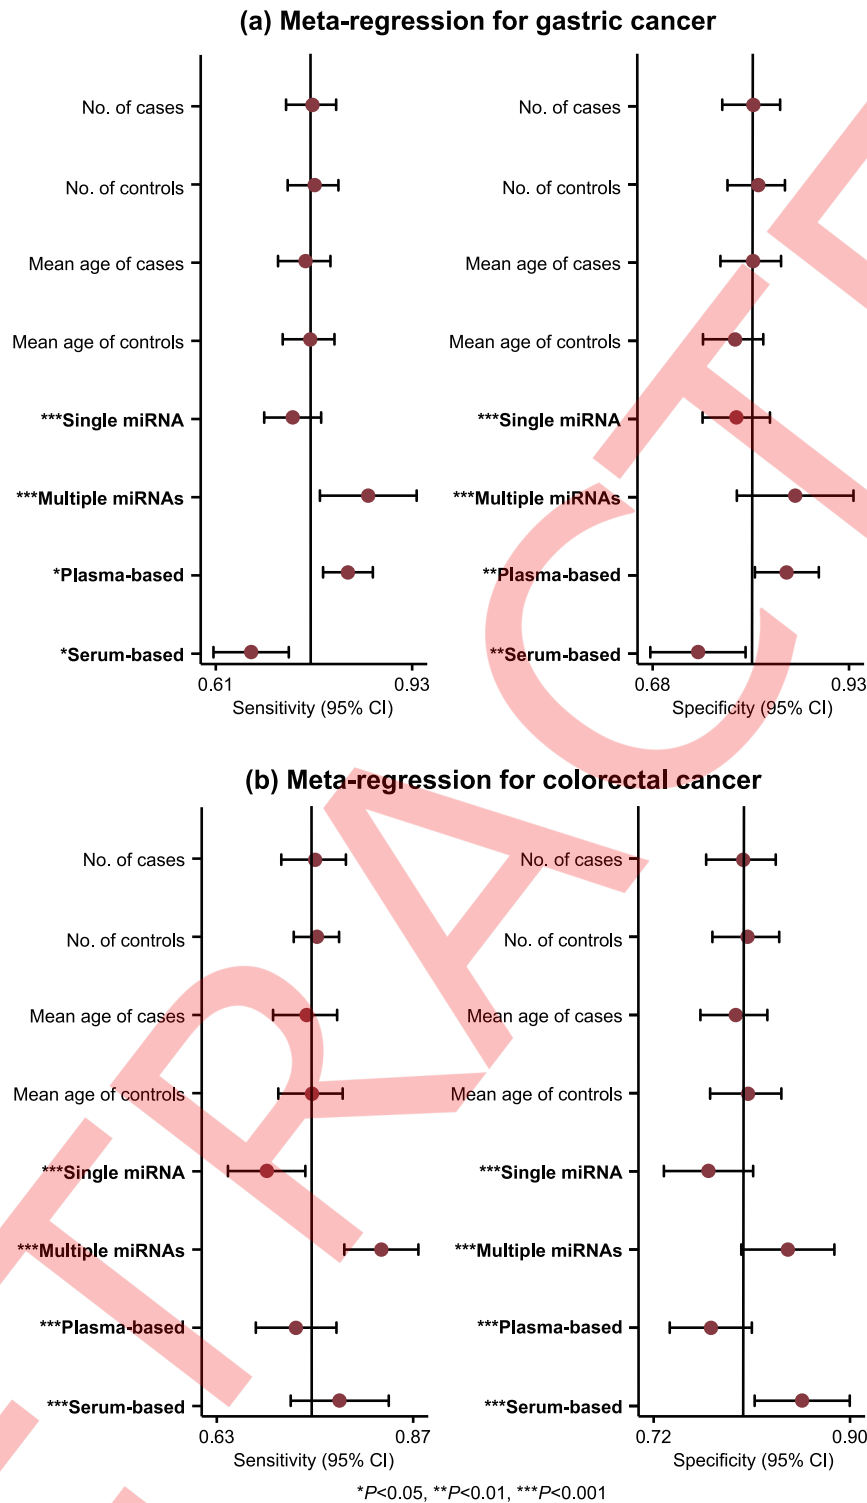 (a) Meta-regression for gastric cancer
No. of cases
No. of controls
Mean age of cases
Mean age of controls
***Single miRNA
***Multiple miRNAs
*Plasma-based
*Serum-based
0.61 0.93
Sensitivity (95% CI)
No. of cases
No. of controls
Mean age of cases
Mean age of controls
***Single miRNA
***Multiple miRNAs
**Plasma-based
**Serum-based
0.68 0.93
Specificity (95% CI)
(b) Meta-regression for colorectal cancer
No. of cases
No. of controls
Mean age of cases
Mean age of controls
***Single miRNA
***Multiple miRNAs
***Plasma-based
***Serum-based
0.63 0.87
Sensitivity (95% CI)
No. of cases
No. of controls
Mean age of cases
Mean age of controls
***Single miRNA
***Multiple miRNAs
***Plasma-based
***Serum-based
0.72 0.90
Specificity (95% CI)
*P<0.05, **P<0.01, ***P<0.001
TRACT